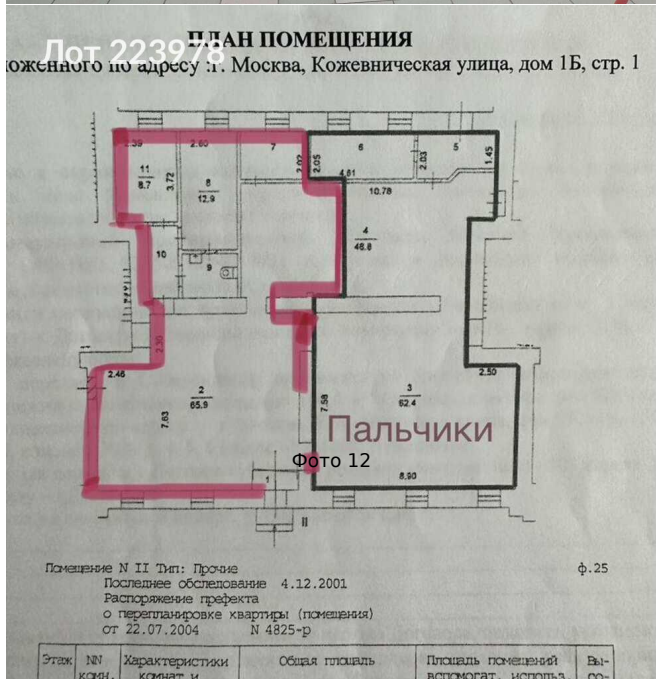 Лот 223978
ПЛАН ПОМЕЩЕНИЯ
ложенного по адресу :г. Москва, Кожевническая улица, дом 1Б, стр. 1
2.39 2.60 7 6 5
11 3.72 8 2.02 2.05 4.61 2.03 1.45
8.7 12.9 10.78
4
48.8
10 9
2.30
2.46 2.50
2 3
65.9 62.4
7.63 7.58
Пальчики
Фото 12
1 8.90
II
Помещение N II Тип: Прочие ф.25
Последнее обследование 4.12.2001
Распоряжение префекта
о перепланировке квартиры (помещения)
от 22.07.2004 N 4825-р
Этаж NN Характеристики Общая площадь Площадь помещений Вы-
комн. комнат и вспомогат. использ. со-